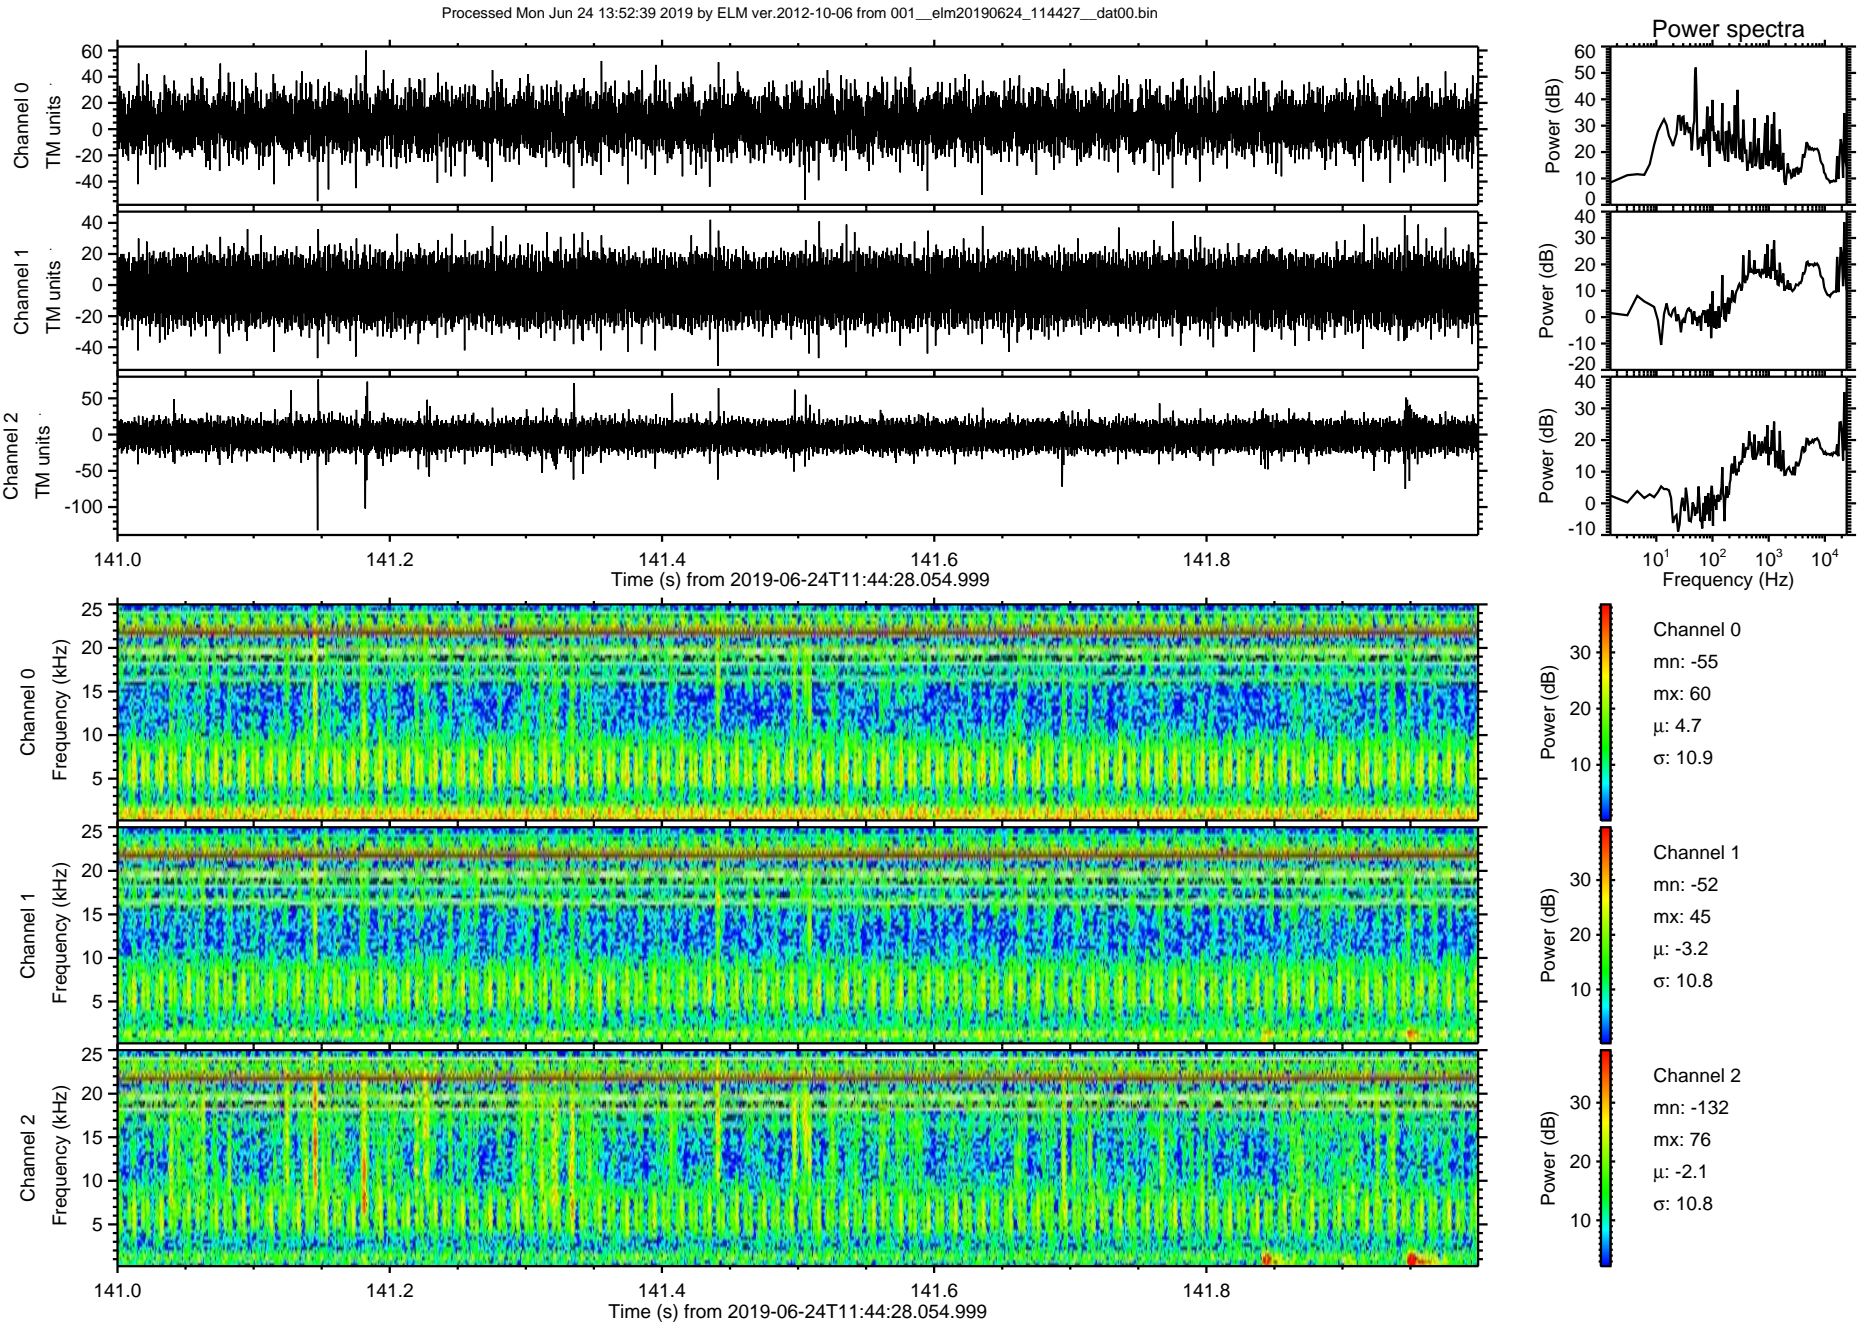 Processed Mon Jun 24 13:52:39 2019 by ELM ver.2012-10-06 from 001__elm20190624_114427__dat00.bin
Power spectra
Channel 0
TM units
60
40
20
0
-20
-40
Power (dB)
60
50
40
30
20
10
0
Channel 1
TM units
40
20
0
-20
-40
Power (dB)
40
30
20
10
0
-10
-20
Channel 2
TM units
50
0
-50
-100
Power (dB)
40
30
20
10
0
-10
141.0 141.2 141.4 141.6 141.8
Time (s) from 2019-06-24T11:44:28.054.999
10¹ 10² 10³ 10⁴
Frequency (Hz)
Channel 0
Frequency (kHz)
25
20
15
10
5
Power (dB)
30
20
10
Channel 0
mn: -55
mx: 60
μ: 4.7
σ: 10.9
Channel 1
Frequency (kHz)
25
20
15
10
5
Power (dB)
30
20
10
Channel 1
mn: -52
mx: 45
μ: -3.2
σ: 10.8
Channel 2
Frequency (kHz)
25
20
15
10
5
Power (dB)
30
20
10
Channel 2
mn: -132
mx: 76
μ: -2.1
σ: 10.8
141.0 141.2 141.4 141.6 141.8
Time (s) from 2019-06-24T11:44:28.054.999